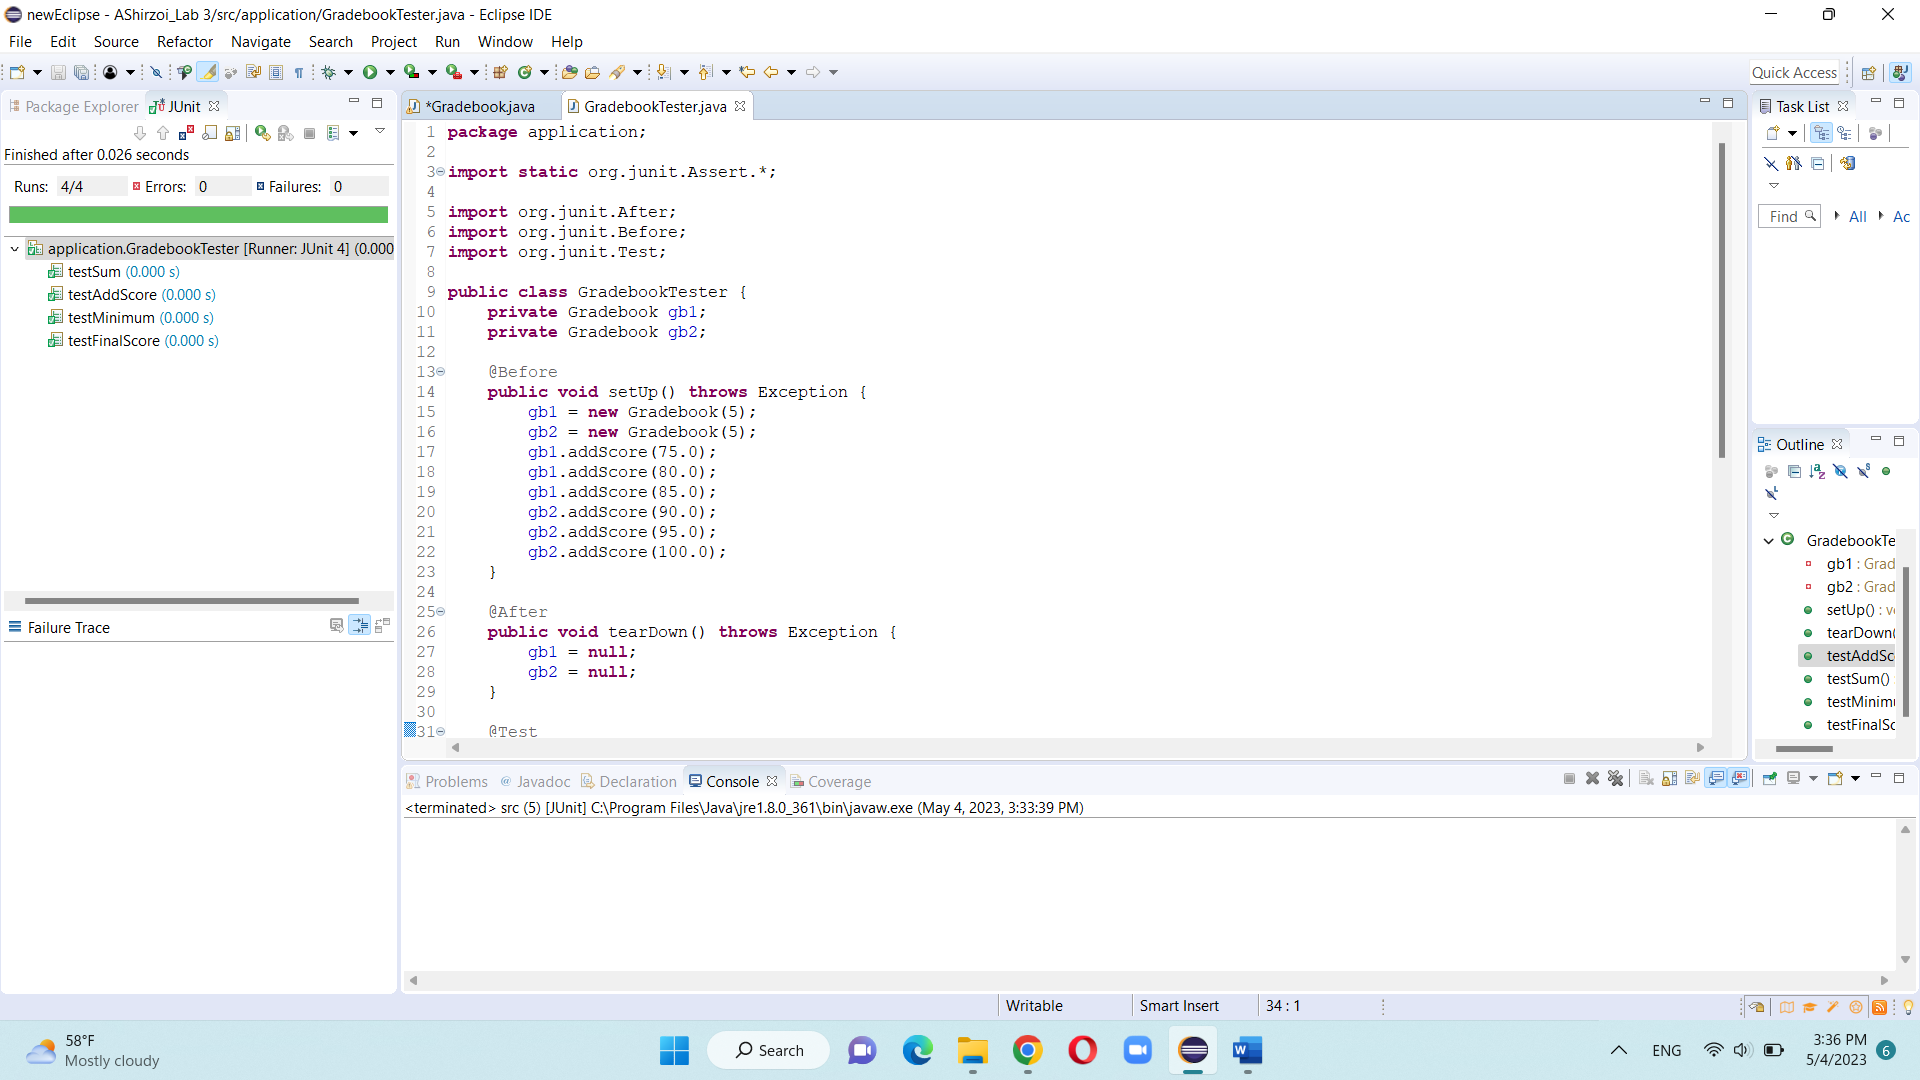 newEclipse - AShirzoi_Lab 3/src/application/GradebookTester.java - Eclipse IDE
File Edit Source Refactor Navigate Search Project Run Window Help
Quick Access
Package Explorer JUnit
Finished after 0.026 seconds
Runs: 4/4 Errors: 0 Failures: 0
application.GradebookTester [Runner: JUnit 4] (0.000
testSum (0.000 s)
testAddScore (0.000 s)
testMinimum (0.000 s)
testFinalScore (0.000 s)
Failure Trace
*Gradebook.java GradebookTester.java
1 package application;
2
3 import static org.junit.Assert.*;
4
5 import org.junit.After;
6 import org.junit.Before;
7 import org.junit.Test;
8
9 public class GradebookTester {
10 private Gradebook gb1;
11 private Gradebook gb2;
12
13 @Before
14 public void setUp() throws Exception {
15 gb1 = new Gradebook(5);
16 gb2 = new Gradebook(5);
17 gb1.addScore(75.0);
18 gb1.addScore(80.0);
19 gb1.addScore(85.0);
20 gb2.addScore(90.0);
21 gb2.addScore(95.0);
22 gb2.addScore(100.0);
23 }
24
25 @After
26 public void tearDown() throws Exception {
27 gb1 = null;
28 gb2 = null;
29 }
30
31 @Test
Task List
Find All Ac
Outline
GradebookTe
gb1 : Grad
gb2 : Grad
setUp() : v
tearDown(
testAddSc
testSum()
testMinim
testFinalSc
Problems @ Javadoc Declaration Console Coverage
<terminated> src (5) [JUnit] C:\Program Files\Java\jre1.8.0_361\bin\javaw.exe (May 4, 2023, 3:33:39 PM)
Writable Smart Insert 34 : 1
58°F
Mostly cloudy
Search
ENG
3:36 PM
5/4/2023
6